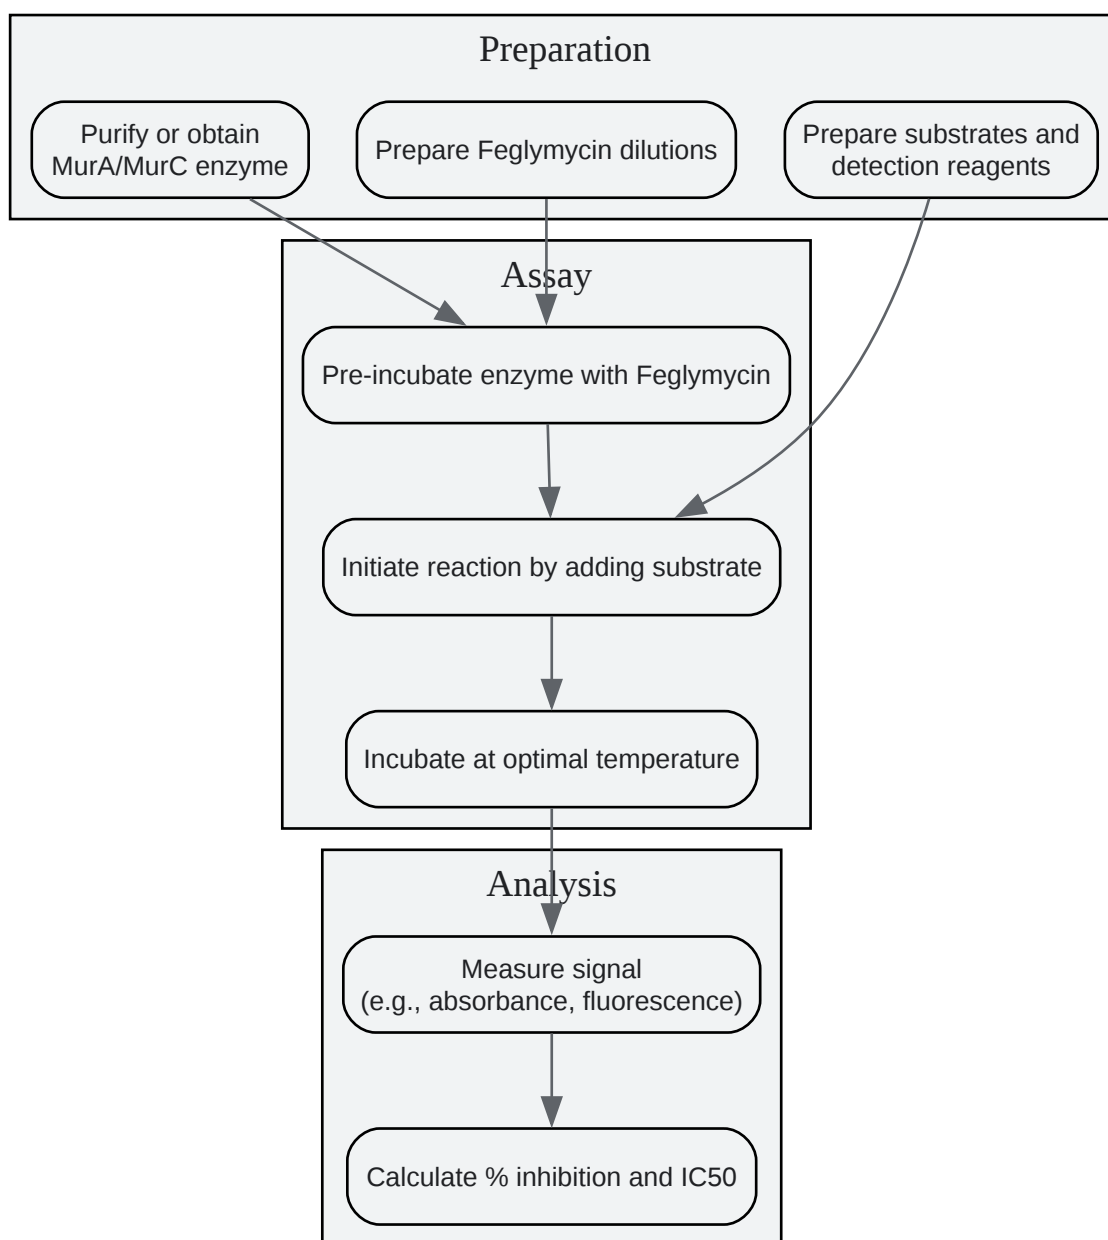 Preparation
Purify or obtain
MurA/MurC enzyme
Prepare Feglymycin dilutions
Prepare substrates and
detection reagents
Assay
Pre-incubate enzyme with Feglymycin
Initiate reaction by adding substrate
Incubate at optimal temperature
Analysis
Measure signal
(e.g., absorbance, fluorescence)
Calculate % inhibition and IC50